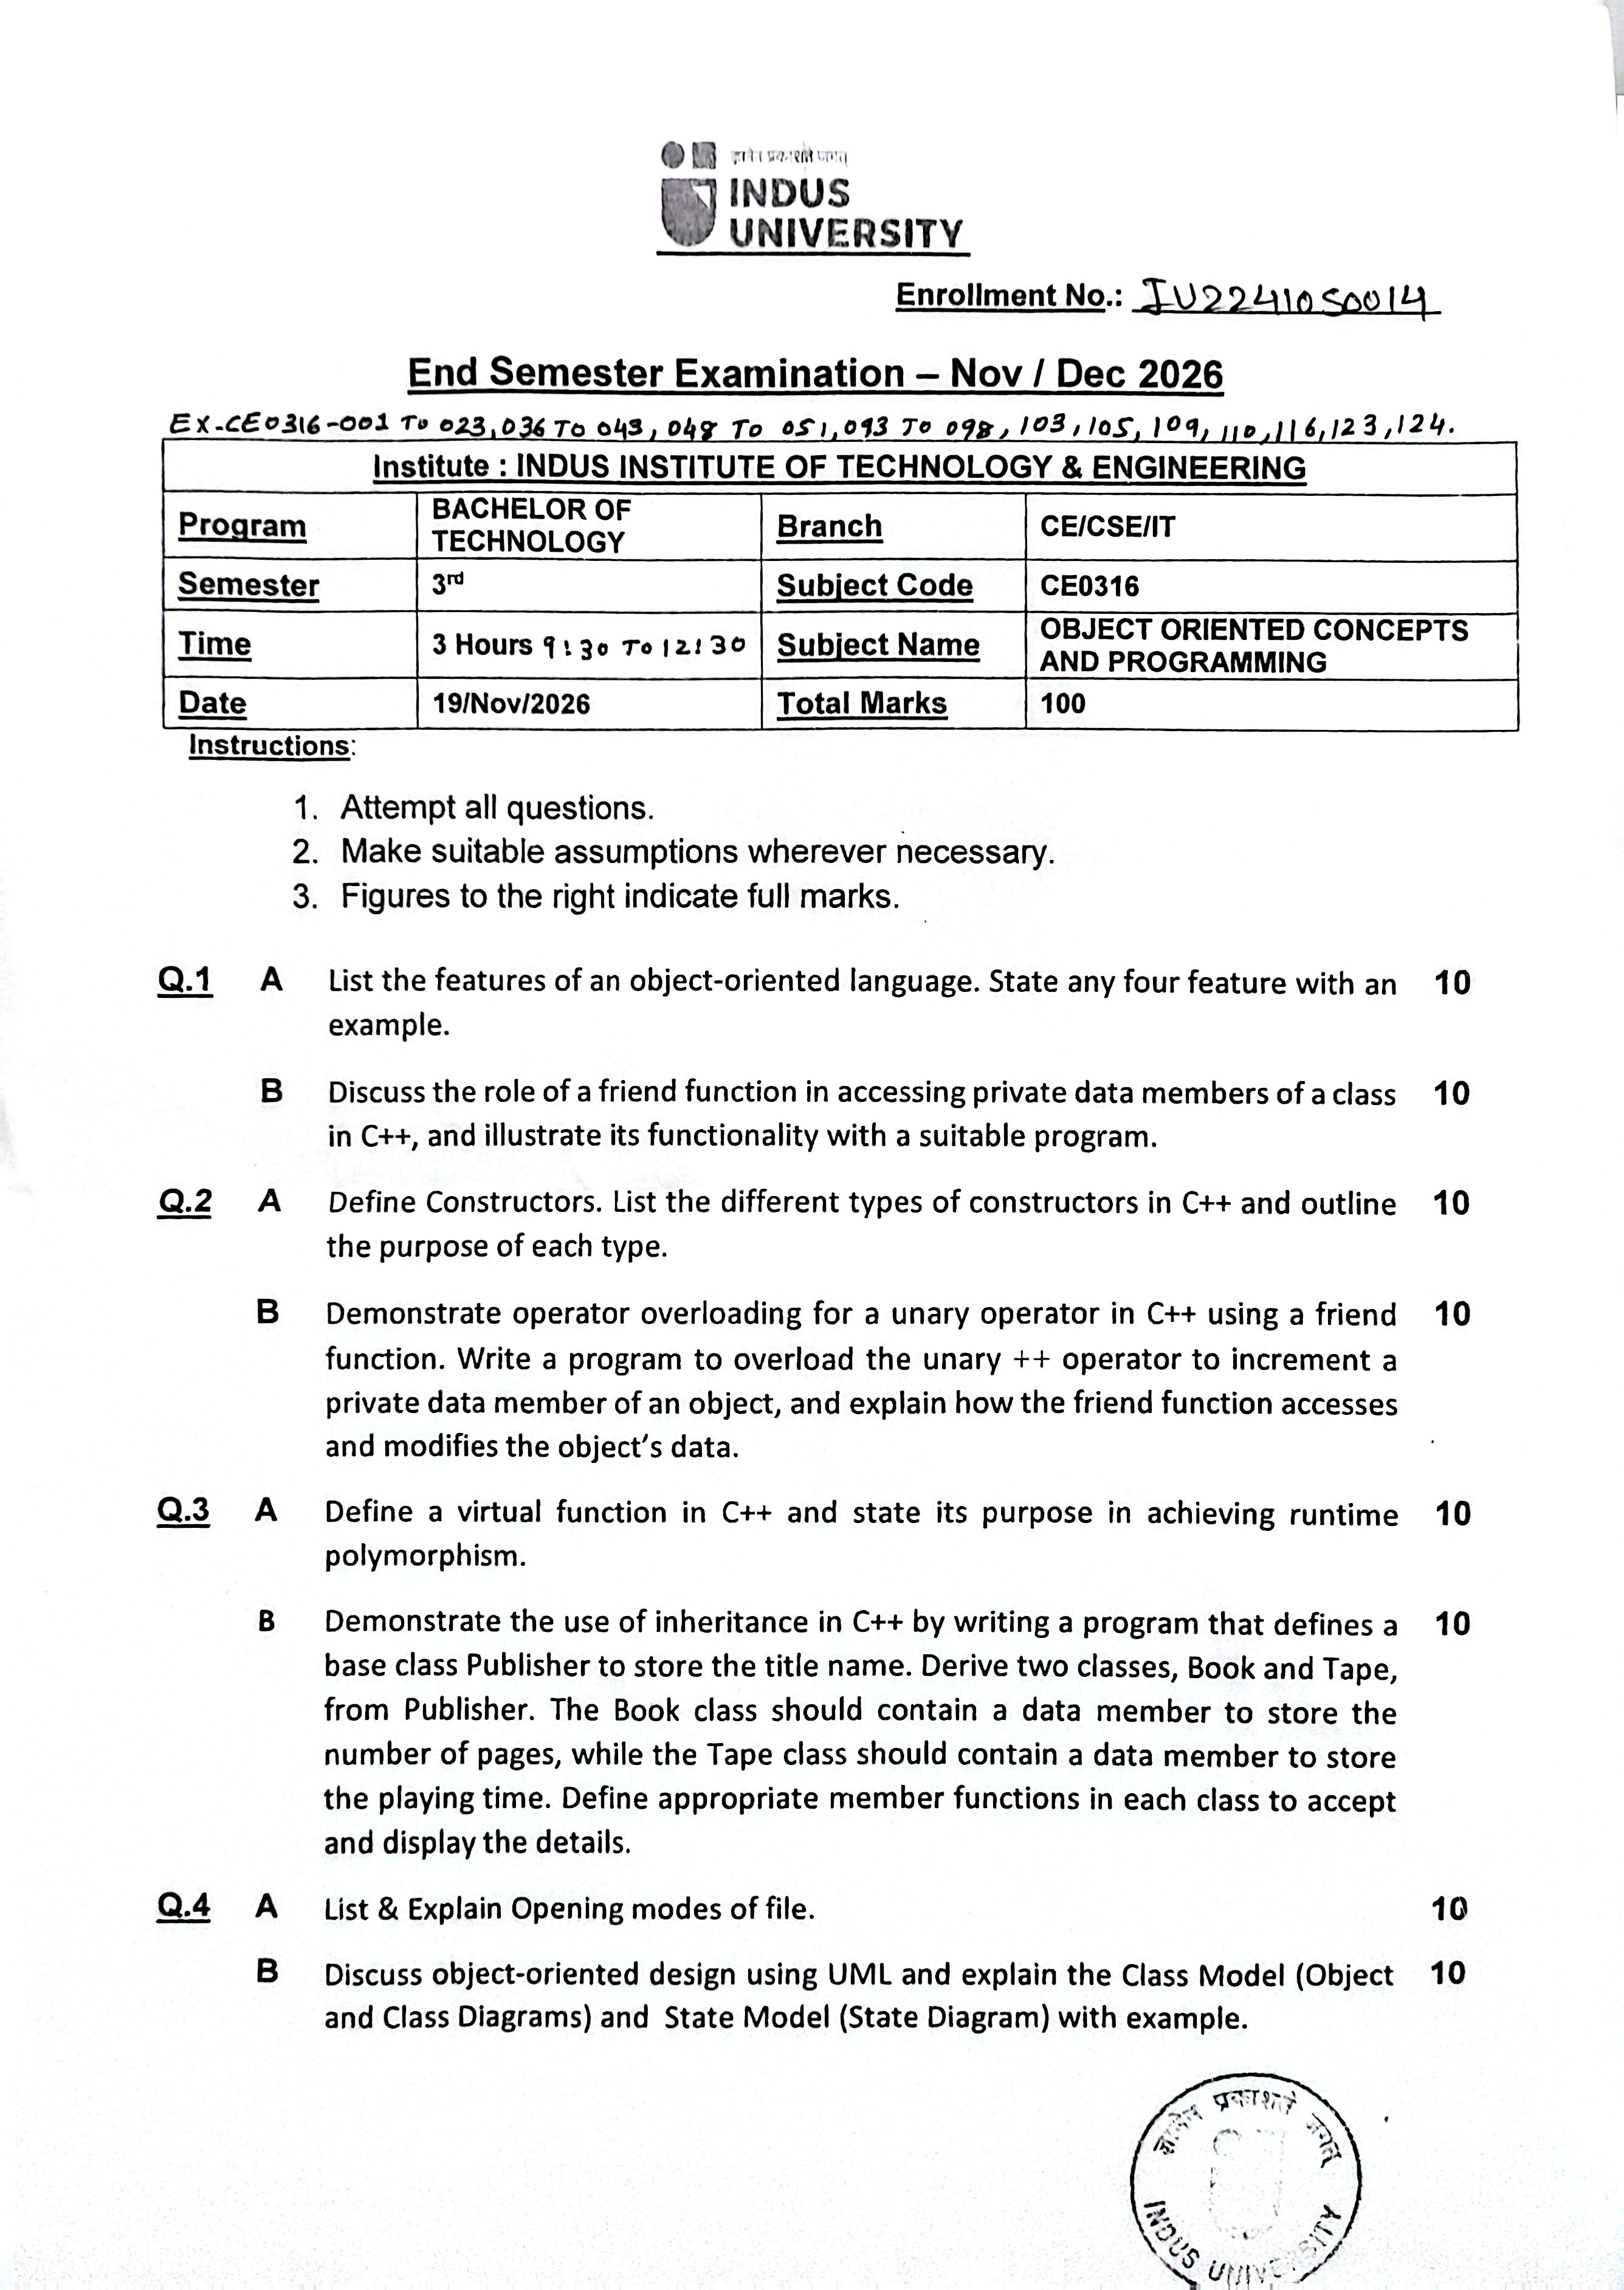 ज्ञानेन प्रकाशते जगत्
INDUS
UNIVERSITY
Enrollment No.: IU2241050014
End Semester Examination – Nov / Dec 2026
EX-CE0316-001 To 023, 036 To 043, 048 To 051, 093 To 098, 103, 105, 109, 110, 116, 123, 124.
Institute : INDUS INSTITUTE OF TECHNOLOGY & ENGINEERING
Program BACHELOR OF TECHNOLOGY Branch CE/CSE/IT
Semester 3rd Subject Code CE0316
Time 3 Hours 9:30 To 12:30 Subject Name OBJECT ORIENTED CONCEPTS AND PROGRAMMING
Date 19/Nov/2026 Total Marks 100
Instructions:
1. Attempt all questions.
2. Make suitable assumptions wherever necessary.
3. Figures to the right indicate full marks.
Q.1 A List the features of an object-oriented language. State any four feature with an 10
example.
B Discuss the role of a friend function in accessing private data members of a class 10
in C++, and illustrate its functionality with a suitable program.
Q.2 A Define Constructors. List the different types of constructors in C++ and outline 10
the purpose of each type.
B Demonstrate operator overloading for a unary operator in C++ using a friend 10
function. Write a program to overload the unary ++ operator to increment a
private data member of an object, and explain how the friend function accesses
and modifies the object's data.
Q.3 A Define a virtual function in C++ and state its purpose in achieving runtime 10
polymorphism.
B Demonstrate the use of inheritance in C++ by writing a program that defines a 10
base class Publisher to store the title name. Derive two classes, Book and Tape,
from Publisher. The Book class should contain a data member to store the
number of pages, while the Tape class should contain a data member to store
the playing time. Define appropriate member functions in each class to accept
and display the details.
Q.4 A List & Explain Opening modes of file. 10
B Discuss object-oriented design using UML and explain the Class Model (Object 10
and Class Diagrams) and State Model (State Diagram) with example.
प्रकाशते जगत्
INDUS UNIVERSITY